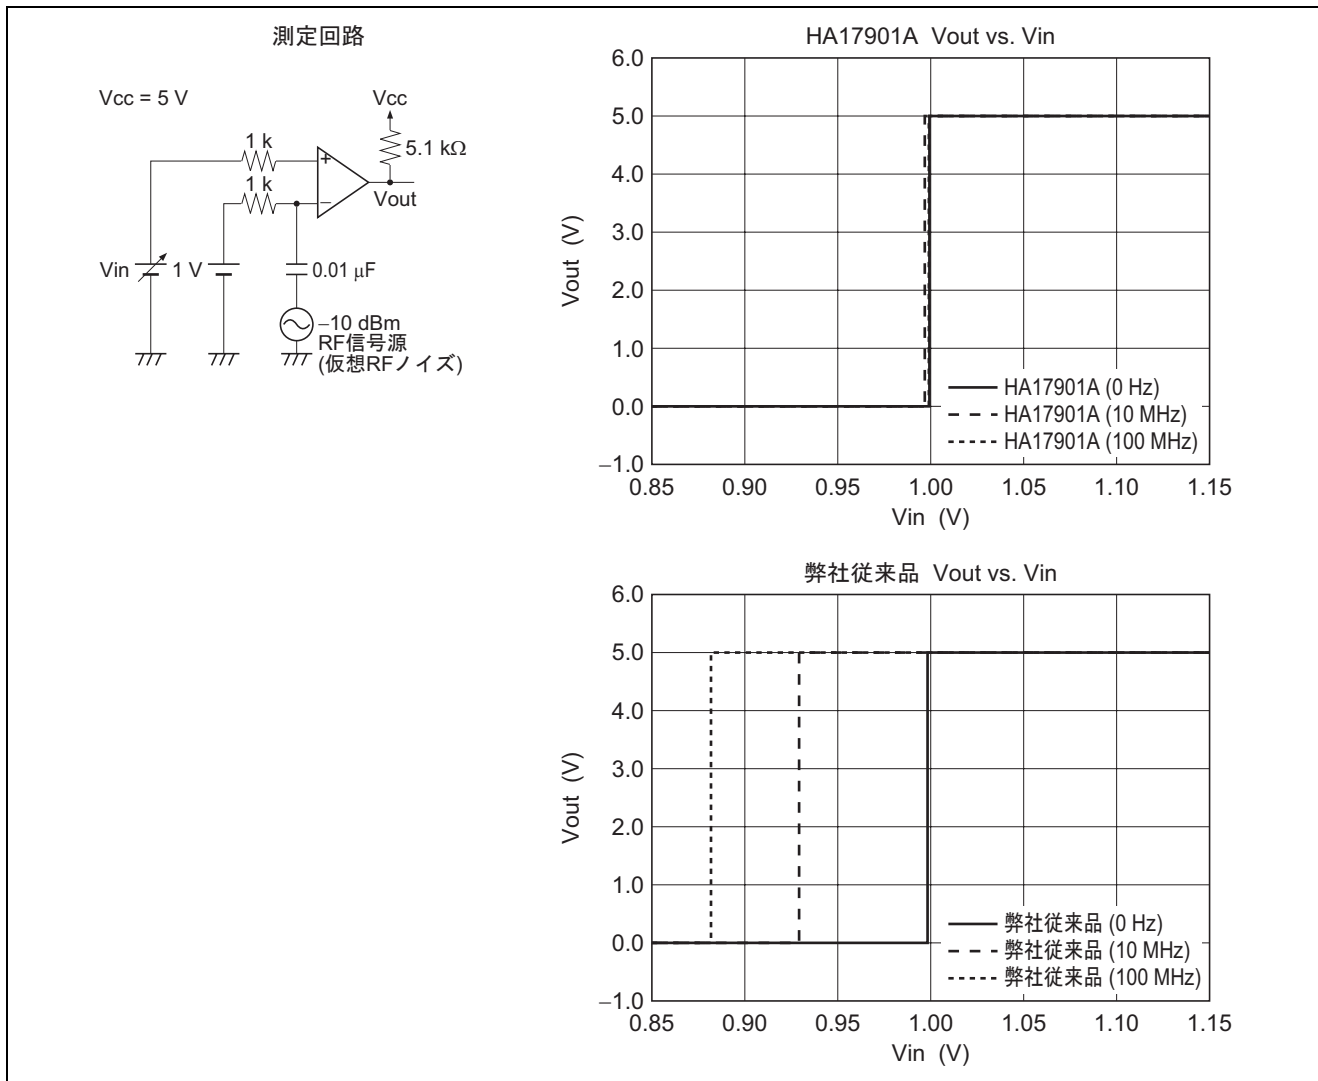 測定回路
Vcc = 5 V
Vcc
1 k
5.1 kΩ
+
1 k
−
Vout
Vin
1 V
0.01 μF
−10 dBm
RF信号源
(仮想RFノイズ)
HA17901A Vout vs. Vin
6.0
5.0
4.0
3.0
2.0
1.0
0.0
−1.0
Vout (V)
HA17901A (0 Hz)
HA17901A (10 MHz)
HA17901A (100 MHz)
0.85 0.90 0.95 1.00 1.05 1.10 1.15
Vin (V)
弊社従来品 Vout vs. Vin
6.0
5.0
4.0
3.0
2.0
1.0
0.0
−1.0
Vout (V)
弊社従来品 (0 Hz)
弊社従来品 (10 MHz)
弊社従来品 (100 MHz)
0.85 0.90 0.95 1.00 1.05 1.10 1.15
Vin (V)